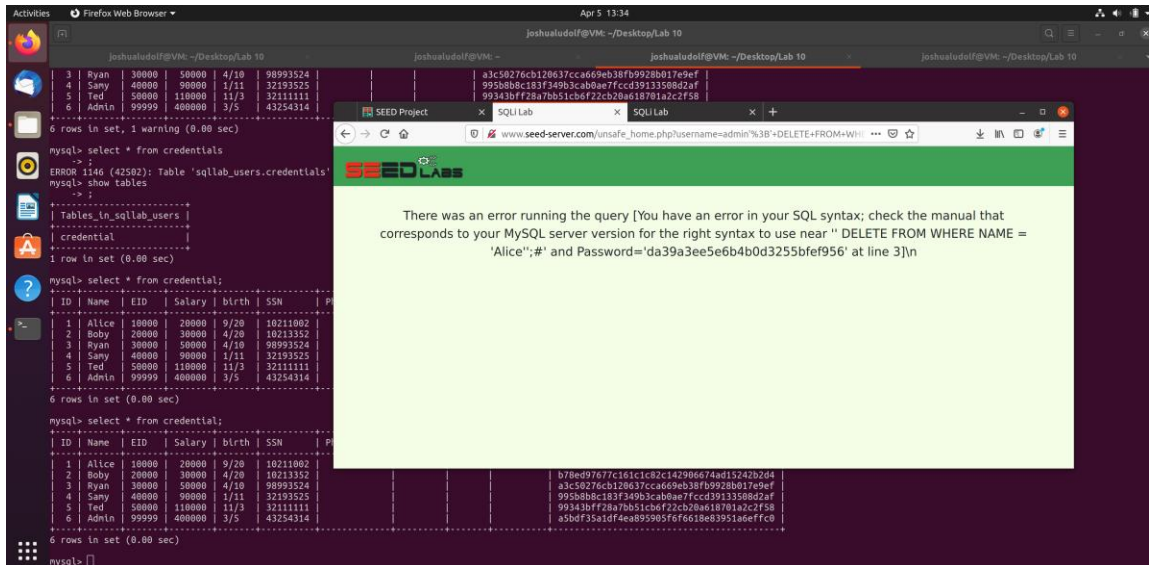 Activities Firefox Web Browser Apr 5 13:34
joshualudolf@VM: ~/Desktop/Lab 10
joshualudolf@VM: ~/Desktop/Lab 10 joshualudolf@VM: ~ joshualudolf@VM: ~/Desktop/Lab 10 joshualudolf@VM: ~/Desktop/Lab 10
| 3 | Ryan | 30000 | 50000 | 4/10 | 98993524 | | | a3c50276cb120637cca669eb38fb9928b017e9ef |
| 4 | Samy | 40000 | 90000 | 1/11 | 32193525 | | | 995b8b8c183f349b3cab0ae7fccd39133508d2af |
| 5 | Ted | 50000 | 110000 | 11/3 | 32111111 | | | 99343bff28a7bb51cb6f22cb20a618701a2c2f58 |
| 6 | Admin | 99999 | 400000 | 3/5 | 43254314 |
6 rows in set, 1 warning (0.00 sec)
mysql> select * from credentials
-> ;
ERROR 1146 (42S02): Table 'sqllab_users.credentials'
mysql> show tables
-> ;
| Tables_in_sqllab_users |
| credential |
1 row in set (0.00 sec)
mysql> select * from credential;
| ID | Name | EID | Salary | birth | SSN | Ph
| 1 | Alice | 10000 | 20000 | 9/20 | 10211002 |
| 2 | Boby | 20000 | 30000 | 4/20 | 10213352 |
| 3 | Ryan | 30000 | 50000 | 4/10 | 98993524 |
| 4 | Samy | 40000 | 90000 | 1/11 | 32193525 |
| 5 | Ted | 50000 | 110000 | 11/3 | 32111111 |
| 6 | Admin | 99999 | 400000 | 3/5 | 43254314 |
6 rows in set (0.00 sec)
mysql> select * from credential;
| ID | Name | EID | Salary | birth | SSN | Ph
| 1 | Alice | 10000 | 20000 | 9/20 | 10211002 |
| 2 | Boby | 20000 | 30000 | 4/20 | 10213352 | | | | | b78ed97677c161c1c82c142906674ad15242b2d4 |
| 3 | Ryan | 30000 | 50000 | 4/10 | 98993524 | | | | | a3c50276cb120637cca669eb38fb9928b017e9ef |
| 4 | Samy | 40000 | 90000 | 1/11 | 32193525 | | | | | 995b8b8c183f349b3cab0ae7fccd39133508d2af |
| 5 | Ted | 50000 | 110000 | 11/3 | 32111111 | | | | | 99343bff28a7bb51cb6f22cb20a618701a2c2f58 |
| 6 | Admin | 99999 | 400000 | 3/5 | 43254314 | | | | | a5bdf35a1df4ea895905f6f6618e83951a6effc0 |
6 rows in set (0.00 sec)
mysql>
SEED Project SQLi Lab SQLi Lab
www.seed-server.com/unsafe_home.php?username=admin'%3B'+DELETE+FROM+WHE
SEEDLABS
There was an error running the query [You have an error in your SQL syntax; check the manual that
corresponds to your MySQL server version for the right syntax to use near '' DELETE FROM WHERE NAME =
'Alice'';#' and Password='da39a3ee5e6b4b0d3255bfef956' at line 3]\n